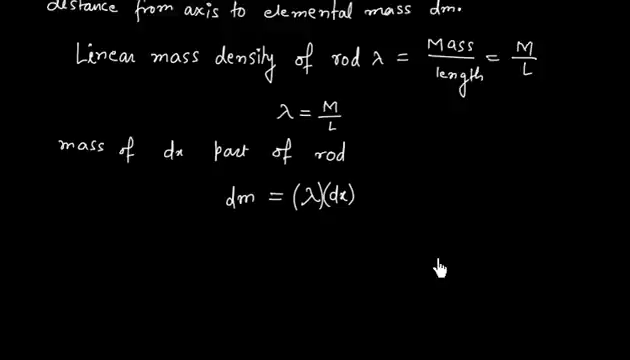 distance from axis to elemental mass dm.
Linear mass density of rod λ = Mass/length = M/L
λ = M/L
mass of dx part of rod
dm = (λ)(dx)